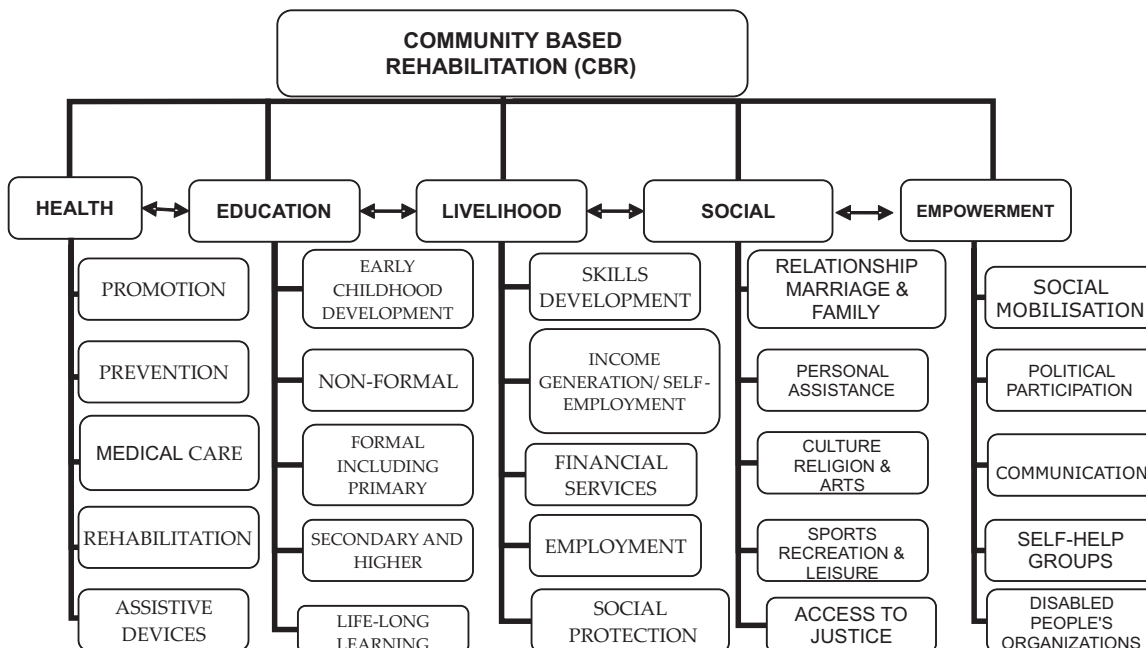 COMMUNITY BASED
REHABILITATION (CBR)
HEALTH
EDUCATION
LIVELIHOOD
SOCIAL
EMPOWERMENT
PROMOTION
PREVENTION
MEDICAL CARE
REHABILITATION
ASSISTIVE
DEVICES
EARLY
CHILDHOOD
DEVELOPMENT
NON-FORMAL
FORMAL
INCLUDING
PRIMARY
SECONDARY AND
HIGHER
LIFE-LONG
LEARNING
SKILLS
DEVELOPMENT
INCOME
GENERATION/ SELF-
EMPLOYMENT
FINANCIAL
SERVICES
EMPLOYMENT
SOCIAL
PROTECTION
RELATIONSHIP
MARRIAGE &
FAMILY
PERSONAL
ASSISTANCE
CULTURE
RELIGION &
ARTS
SPORTS
RECREATION &
LEISURE
ACCESS TO
JUSTICE
SOCIAL
MOBILISATION
POLITICAL
PARTICIPATION
COMMUNICATION
SELF-HELP
GROUPS
DISABLED
PEOPLE'S
ORGANIZATIONS